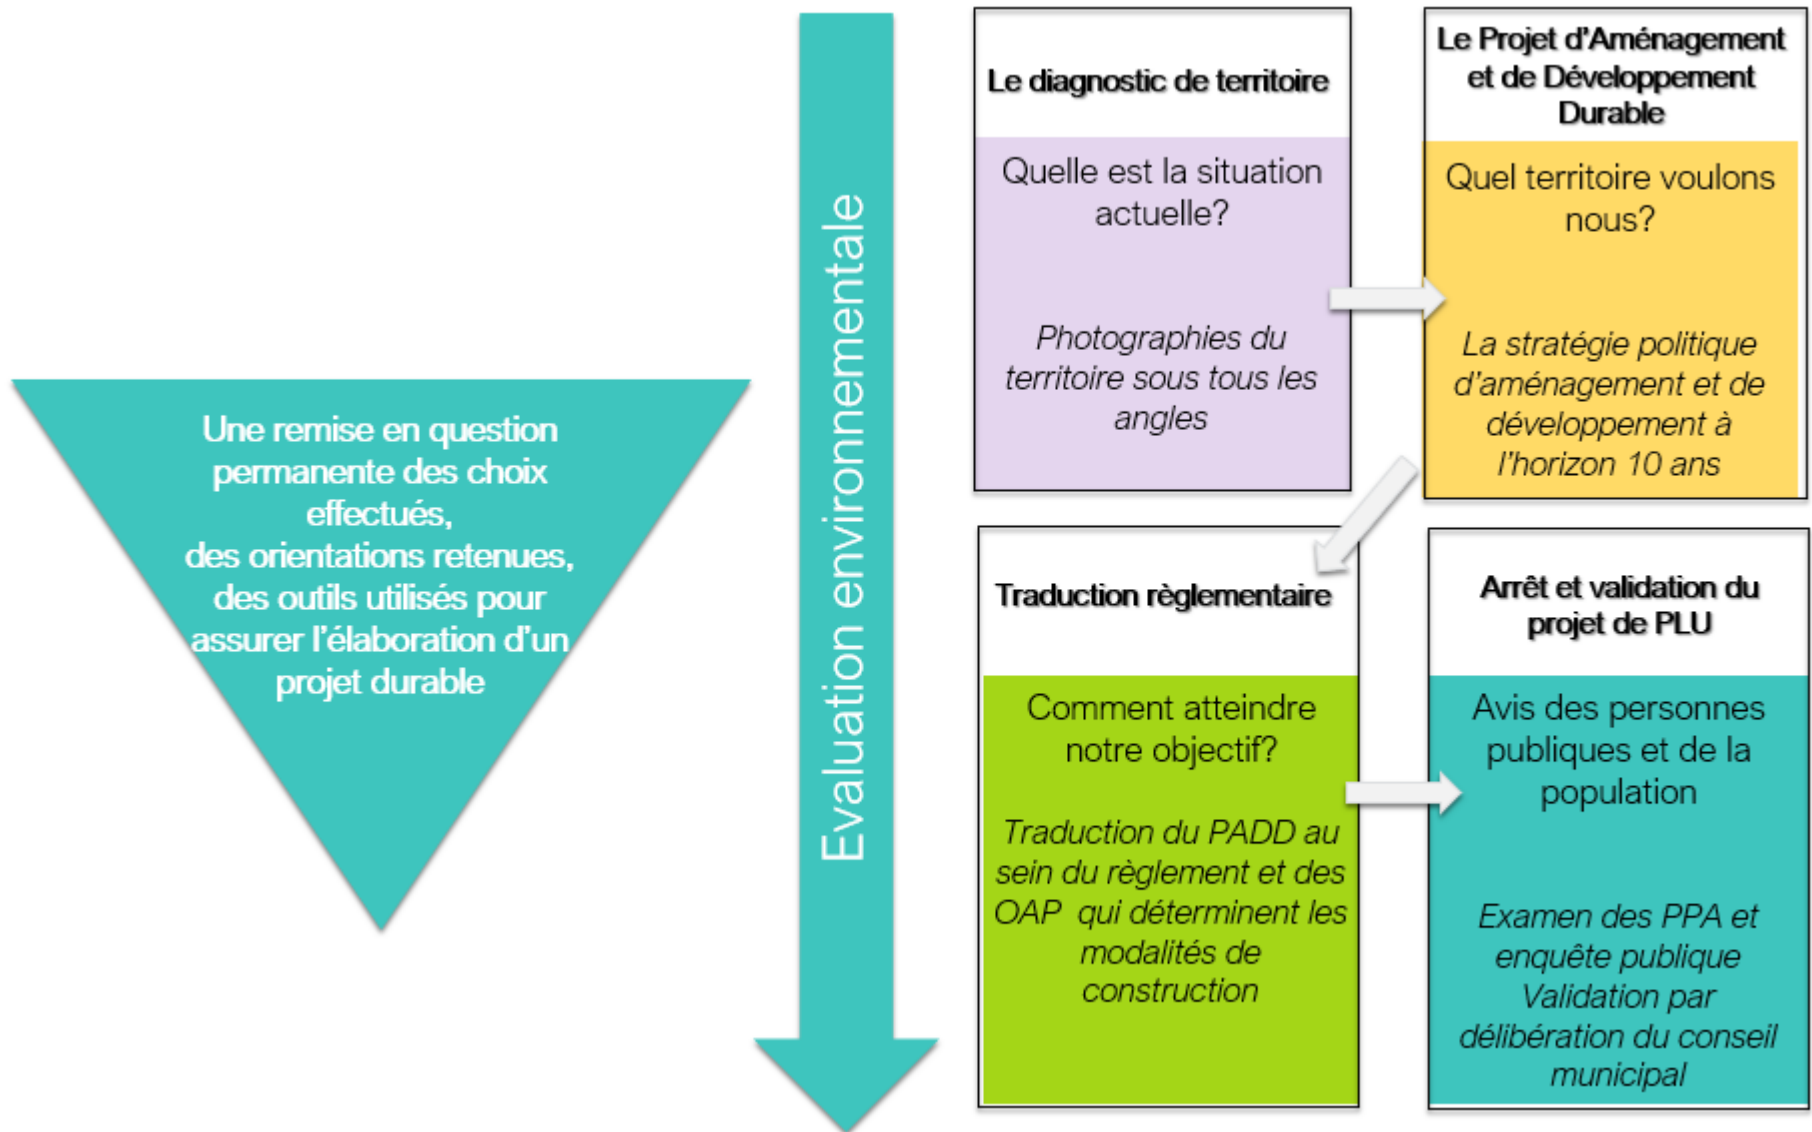 Une remise en question
permanente des choix
effectués,
des orientations retenues,
des outils utilisés pour
assurer l'élaboration d'un
projet durable
Evaluation environnementale
Le diagnostic de territoire
Quelle est la situation
actuelle?
Photographies du
territoire sous tous les
angles
Le Projet d'Aménagement
et de Développement
Durable
Quel territoire voulons
nous?
La stratégie politique
d'aménagement et de
développement à
l'horizon 10 ans
Traduction règlementaire
Comment atteindre
notre objectif?
Traduction du PADD au
sein du règlement et des
OAP qui déterminent les
modalités de
construction
Arrêt et validation du
projet de PLU
Avis des personnes
publiques et de la
population
Examen des PPA et
enquête publique
Validation par
délibération du conseil
municipal